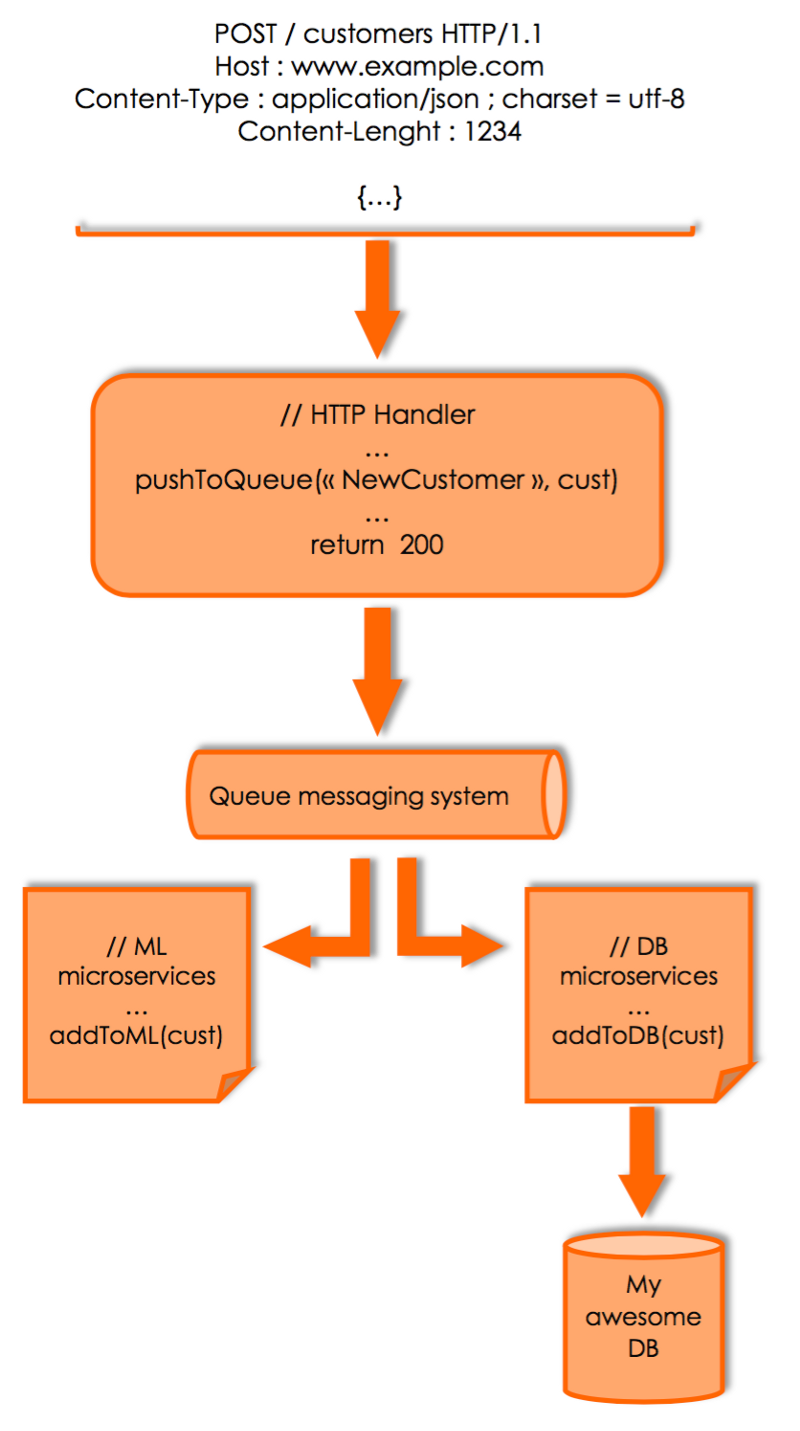 POST / customers HTTP/1.1
Host : www.example.com
Content-Type : application/json ; charset = utf-8
Content-Lenght : 1234
{...}
// HTTP Handler
...
pushToQueue(« NewCustomer », cust)
...
return 200
Queue messaging system
// ML
microservices
...
addToML(cust)
// DB
microservices
...
addToDB(cust)
My
awesome
DB